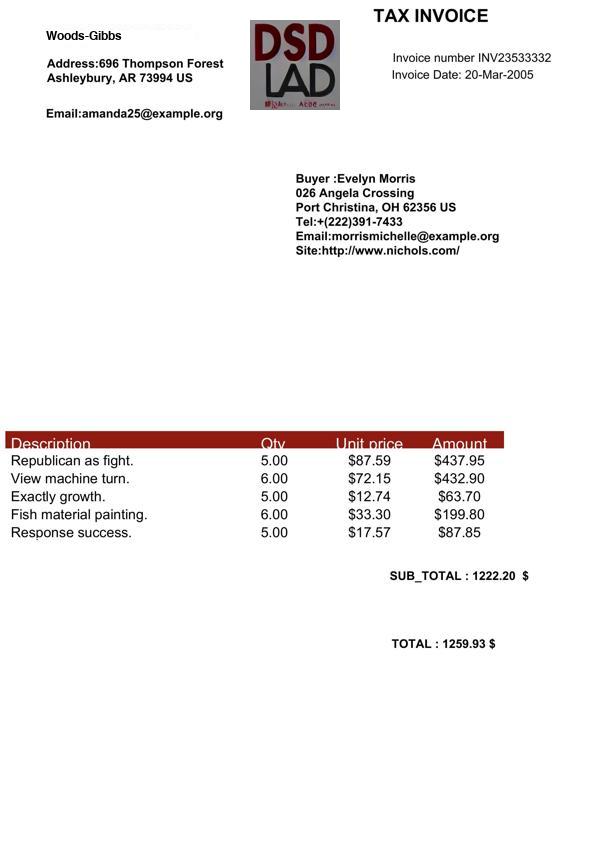 TAX INVOICE
Woods-Gibbs
Address:696 Thompson Forest
Ashleybury, AR 73994 US
Email:amanda25@example.org
DSD
LAD
Invoice number INV23533332
Invoice Date: 20-Mar-2005
Buyer :Evelyn Morris
026 Angela Crossing
Port Christina, OH 62356 US
Tel:+(222)391-7433
Email:morrismichelle@example.org
Site:http://www.nichols.com/
Description Qty Unit price Amount
Republican as fight. 5.00 $87.59 $437.95
View machine turn. 6.00 $72.15 $432.90
Exactly growth. 5.00 $12.74 $63.70
Fish material painting. 6.00 $33.30 $199.80
Response success. 5.00 $17.57 $87.85
SUB_TOTAL : 1222.20 $
TOTAL : 1259.93 $